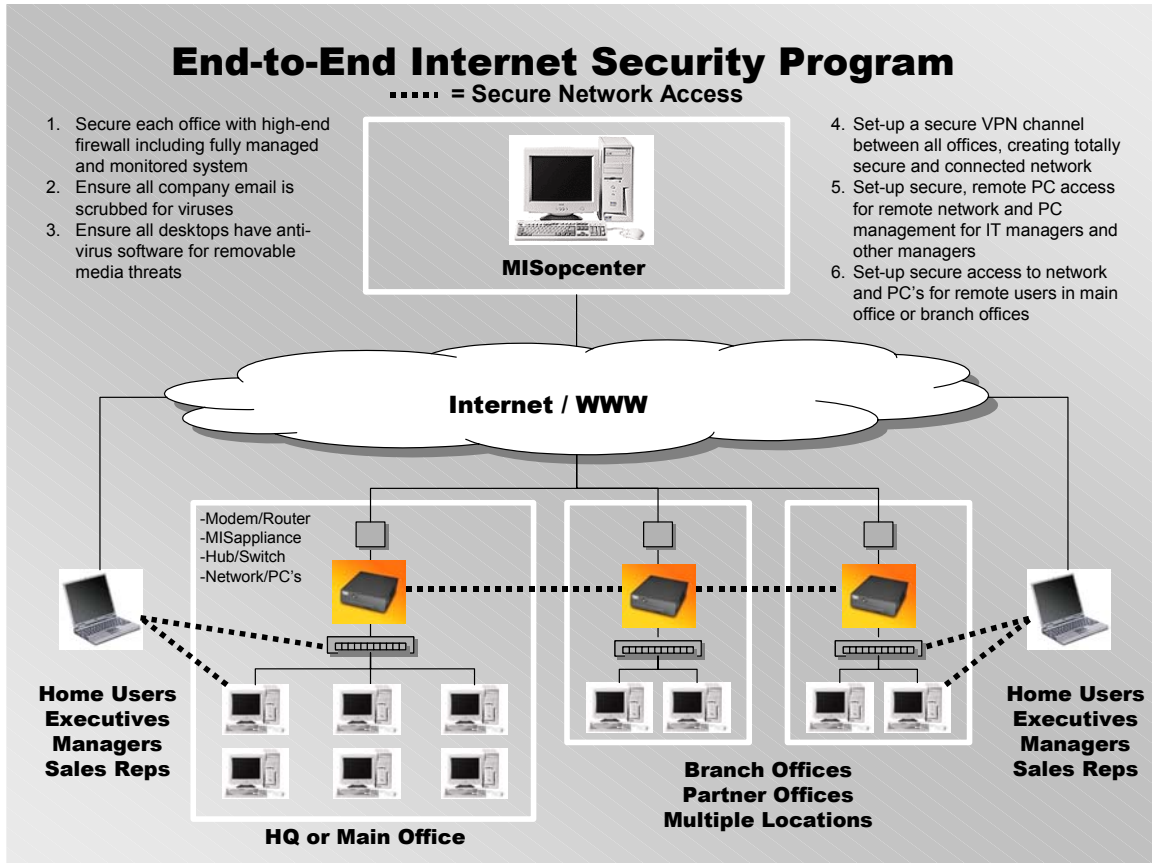 End-to-End Internet Security Program
= Secure Network Access
1. Secure each office with high-end
firewall including fully managed
and monitored system
2. Ensure all company email is
scrubbed for viruses
3. Ensure all desktops have anti-
virus software for removable
media threats
4. Set-up a secure VPN channel
between all offices, creating totally
secure and connected network
5. Set-up secure, remote PC access
for remote network and PC
management for IT managers and
other managers
6. Set-up secure access to network
and PC's for remote users in main
office or branch offices
MISopcenter
Internet / WWW
-Modem/Router
-MISappliance
-Hub/Switch
-Network/PC's
Home Users
Executives
Managers
Sales Reps
HQ or Main Office
Branch Offices
Partner Offices
Multiple Locations
Home Users
Executives
Managers
Sales Reps